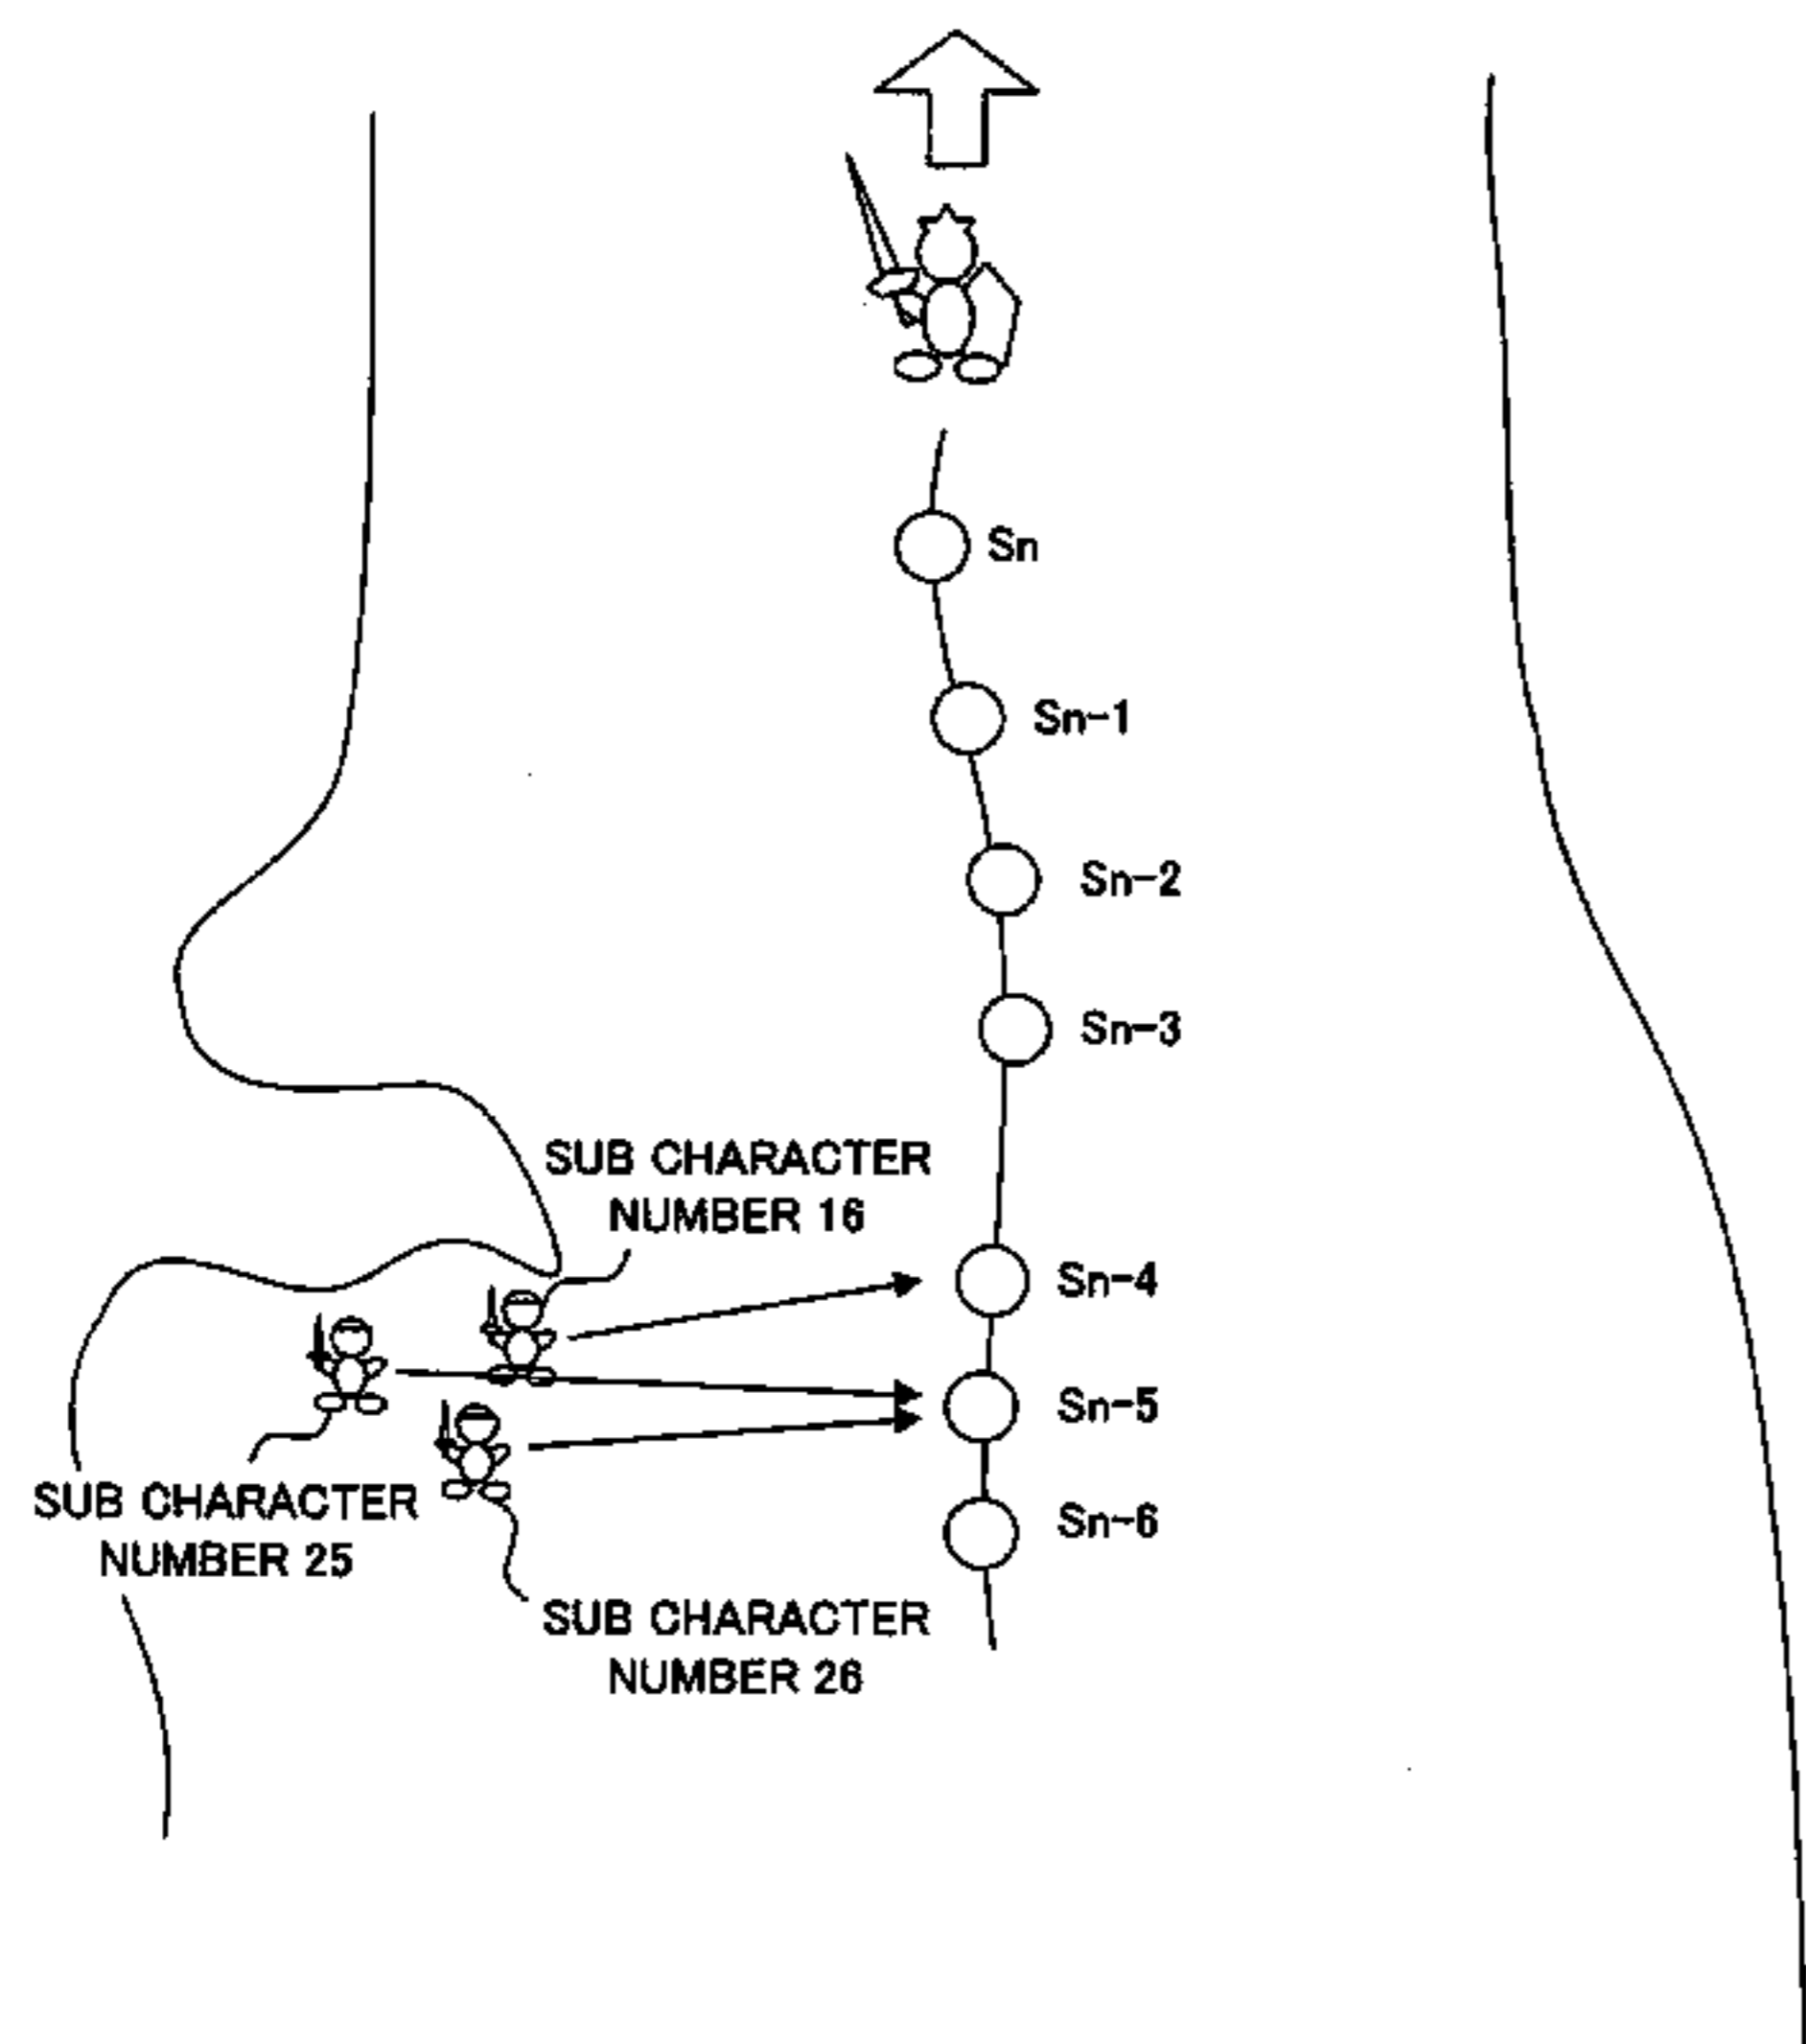 Sn
Sn-1
Sn-2
Sn-3
SUB CHARACTER
NUMBER 16
Sn-4
Sn-5
SUB CHARACTER
NUMBER 25
Sn-6
SUB CHARACTER
NUMBER 26